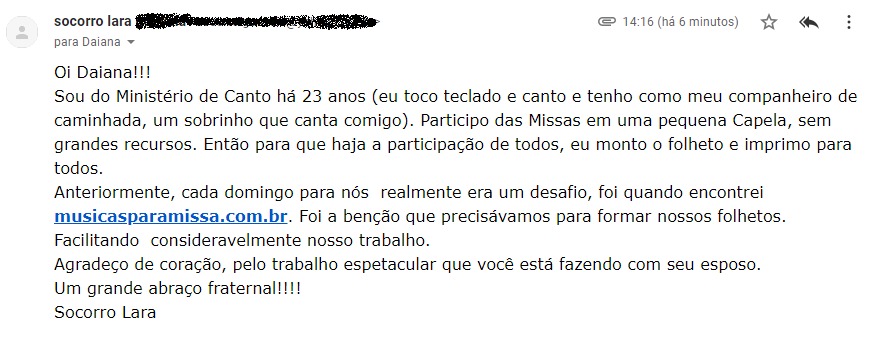 socorro lara
14:16 (há 6 minutos)
para Daiana
Oi Daiana!!!
Sou do Ministério de Canto há 23 anos (eu toco teclado e canto e tenho como meu companheiro de
caminhada, um sobrinho que canta comigo). Participo das Missas em uma pequena Capela, sem
grandes recursos. Então para que haja a participação de todos, eu monto o folheto e imprimo para
todos.
Anteriormente, cada domingo para nós  realmente era um desafio, foi quando encontrei
musicasparamissa.com.br. Foi a benção que precisávamos para formar nossos folhetos.
Facilitando  consideravelmente nosso trabalho.
Agradeço de coração, pelo trabalho espetacular que você está fazendo com seu esposo.
Um grande abraço fraternal!!!!
Socorro Lara